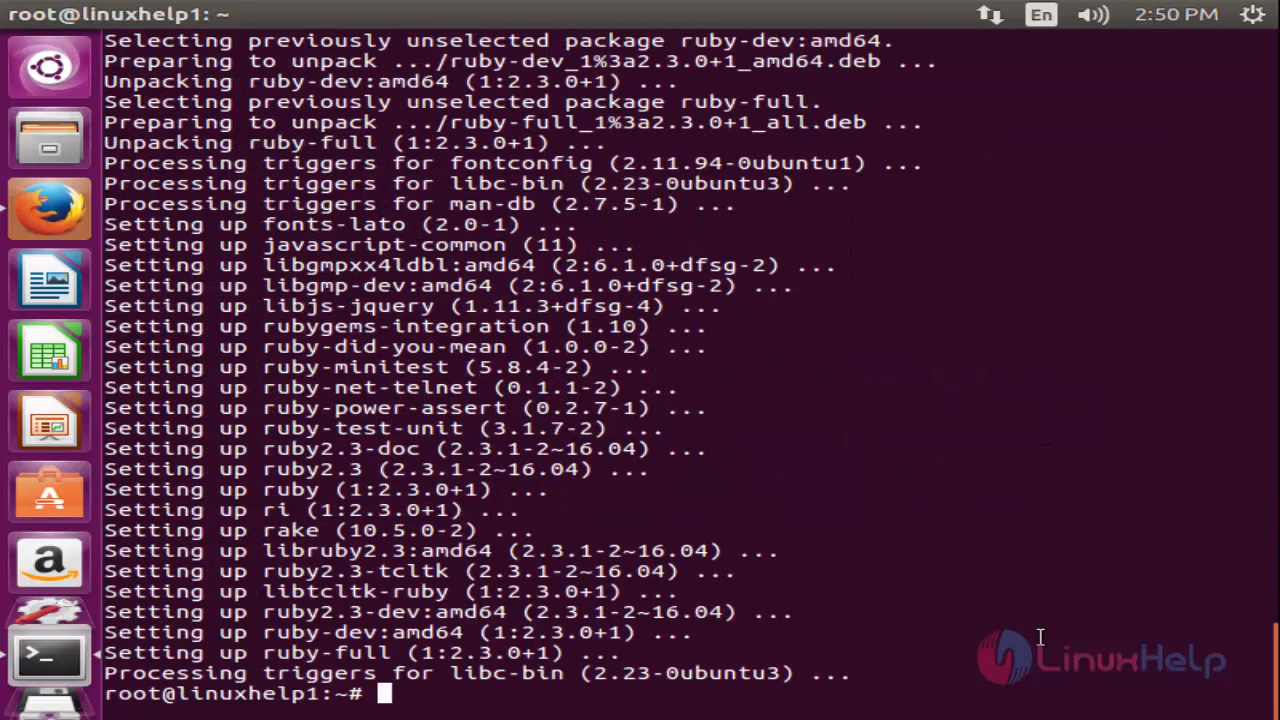 root@linuxhelp1: ~
En
2:50 PM
Selecting previously unselected package ruby-dev:amd64.
Preparing to unpack .../ruby-dev_1%3a2.3.0+1_amd64.deb ...
Unpacking ruby-dev:amd64 (1:2.3.0+1) ...
Selecting previously unselected package ruby-full.
Preparing to unpack .../ruby-full_1%3a2.3.0+1_all.deb ...
Unpacking ruby-full (1:2.3.0+1) ...
Processing triggers for fontconfig (2.11.94-0ubuntu1) ...
Processing triggers for libc-bin (2.23-0ubuntu3) ...
Processing triggers for man-db (2.7.5-1) ...
Setting up fonts-lato (2.0-1) ...
Setting up javascript-common (11) ...
Setting up libgmpxx4ldbl:amd64 (2:6.1.0+dfsg-2) ...
Setting up libgmp-dev:amd64 (2:6.1.0+dfsg-2) ...
Setting up libjs-jquery (1.11.3+dfsg-4) ...
Setting up rubygems-integration (1.10) ...
Setting up ruby-did-you-mean (1.0.0-2) ...
Setting up ruby-minitest (5.8.4-2) ...
Setting up ruby-net-telnet (0.1.1-2) ...
Setting up ruby-power-assert (0.2.7-1) ...
Setting up ruby-test-unit (3.1.7-2) ...
Setting up ruby2.3-doc (2.3.1-2~16.04) ...
Setting up ruby2.3 (2.3.1-2~16.04) ...
Setting up ruby (1:2.3.0+1) ...
Setting up ri (1:2.3.0+1) ...
Setting up rake (10.5.0-2) ...
Setting up libruby2.3:amd64 (2.3.1-2~16.04) ...
Setting up ruby2.3-tcltk (2.3.1-2~16.04) ...
Setting up libtcltk-ruby (1:2.3.0+1) ...
Setting up ruby2.3-dev:amd64 (2.3.1-2~16.04) ...
Setting up ruby-dev:amd64 (1:2.3.0+1) ...
Setting up ruby-full (1:2.3.0+1) ...
Processing triggers for libc-bin (2.23-0ubuntu3) ...
root@linuxhelp1:~#
LinuxHelp